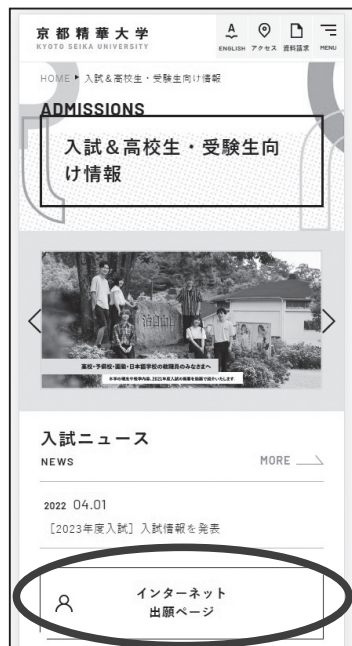 京都精華大学
KYOTO SEIKA UNIVERSITY
ENGLISH アクセス 資料請求 MENU
HOME ▶ 入試&高校生・受験生向け情報
ADMISSIONS
入試&高校生・受験生向
け情報
高校・予備校・画塾・日本語学校の教職員のみなさまへ
入試ニュース
NEWS
MORE
2022 04.01
[2023年度入試] 入試情報を発表
インターネット
出願ページ